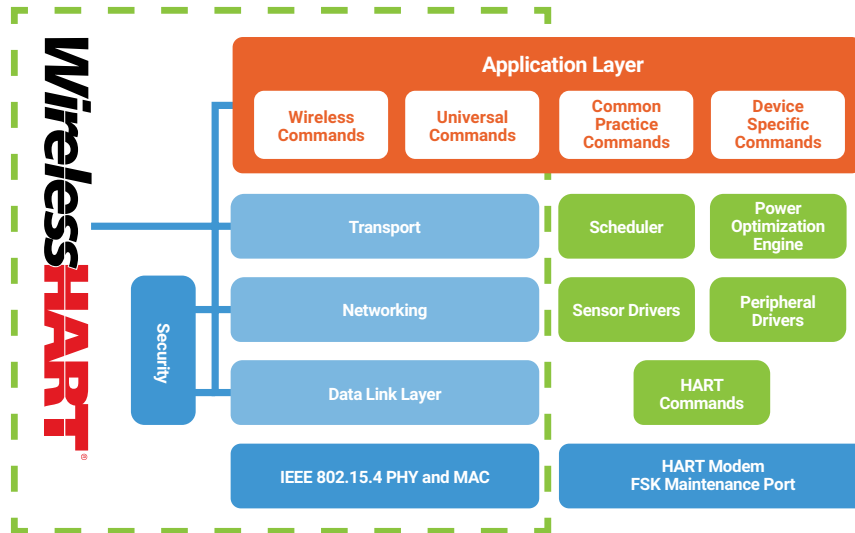 WirelessHART®
Application Layer
Wireless
Commands
Universal
Commands
Common
Practice
Commands
Device
Specific
Commands
Transport
Scheduler
Power
Optimization
Engine
Security
Networking
Sensor Drivers
Peripheral
Drivers
Data Link Layer
HART
Commands
IEEE 802.15.4 PHY and MAC
HART Modem
FSK Maintenance Port